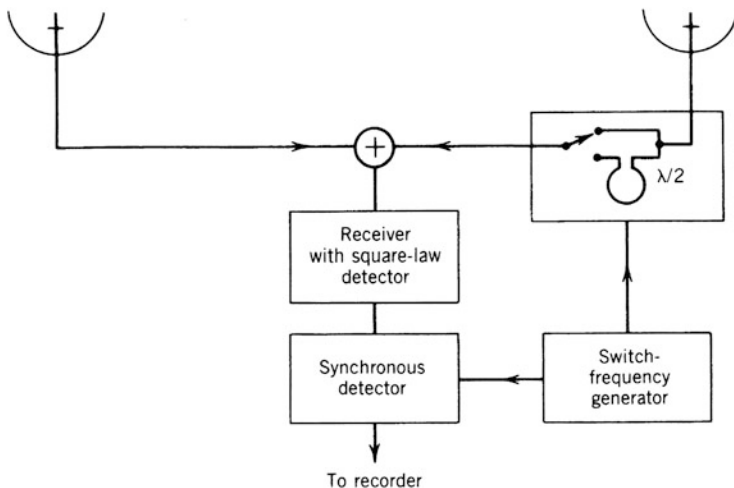 +
λ/2
Receiver
with square-law
detector
Synchronous
detector
Switch-
frequency
generator
To recorder